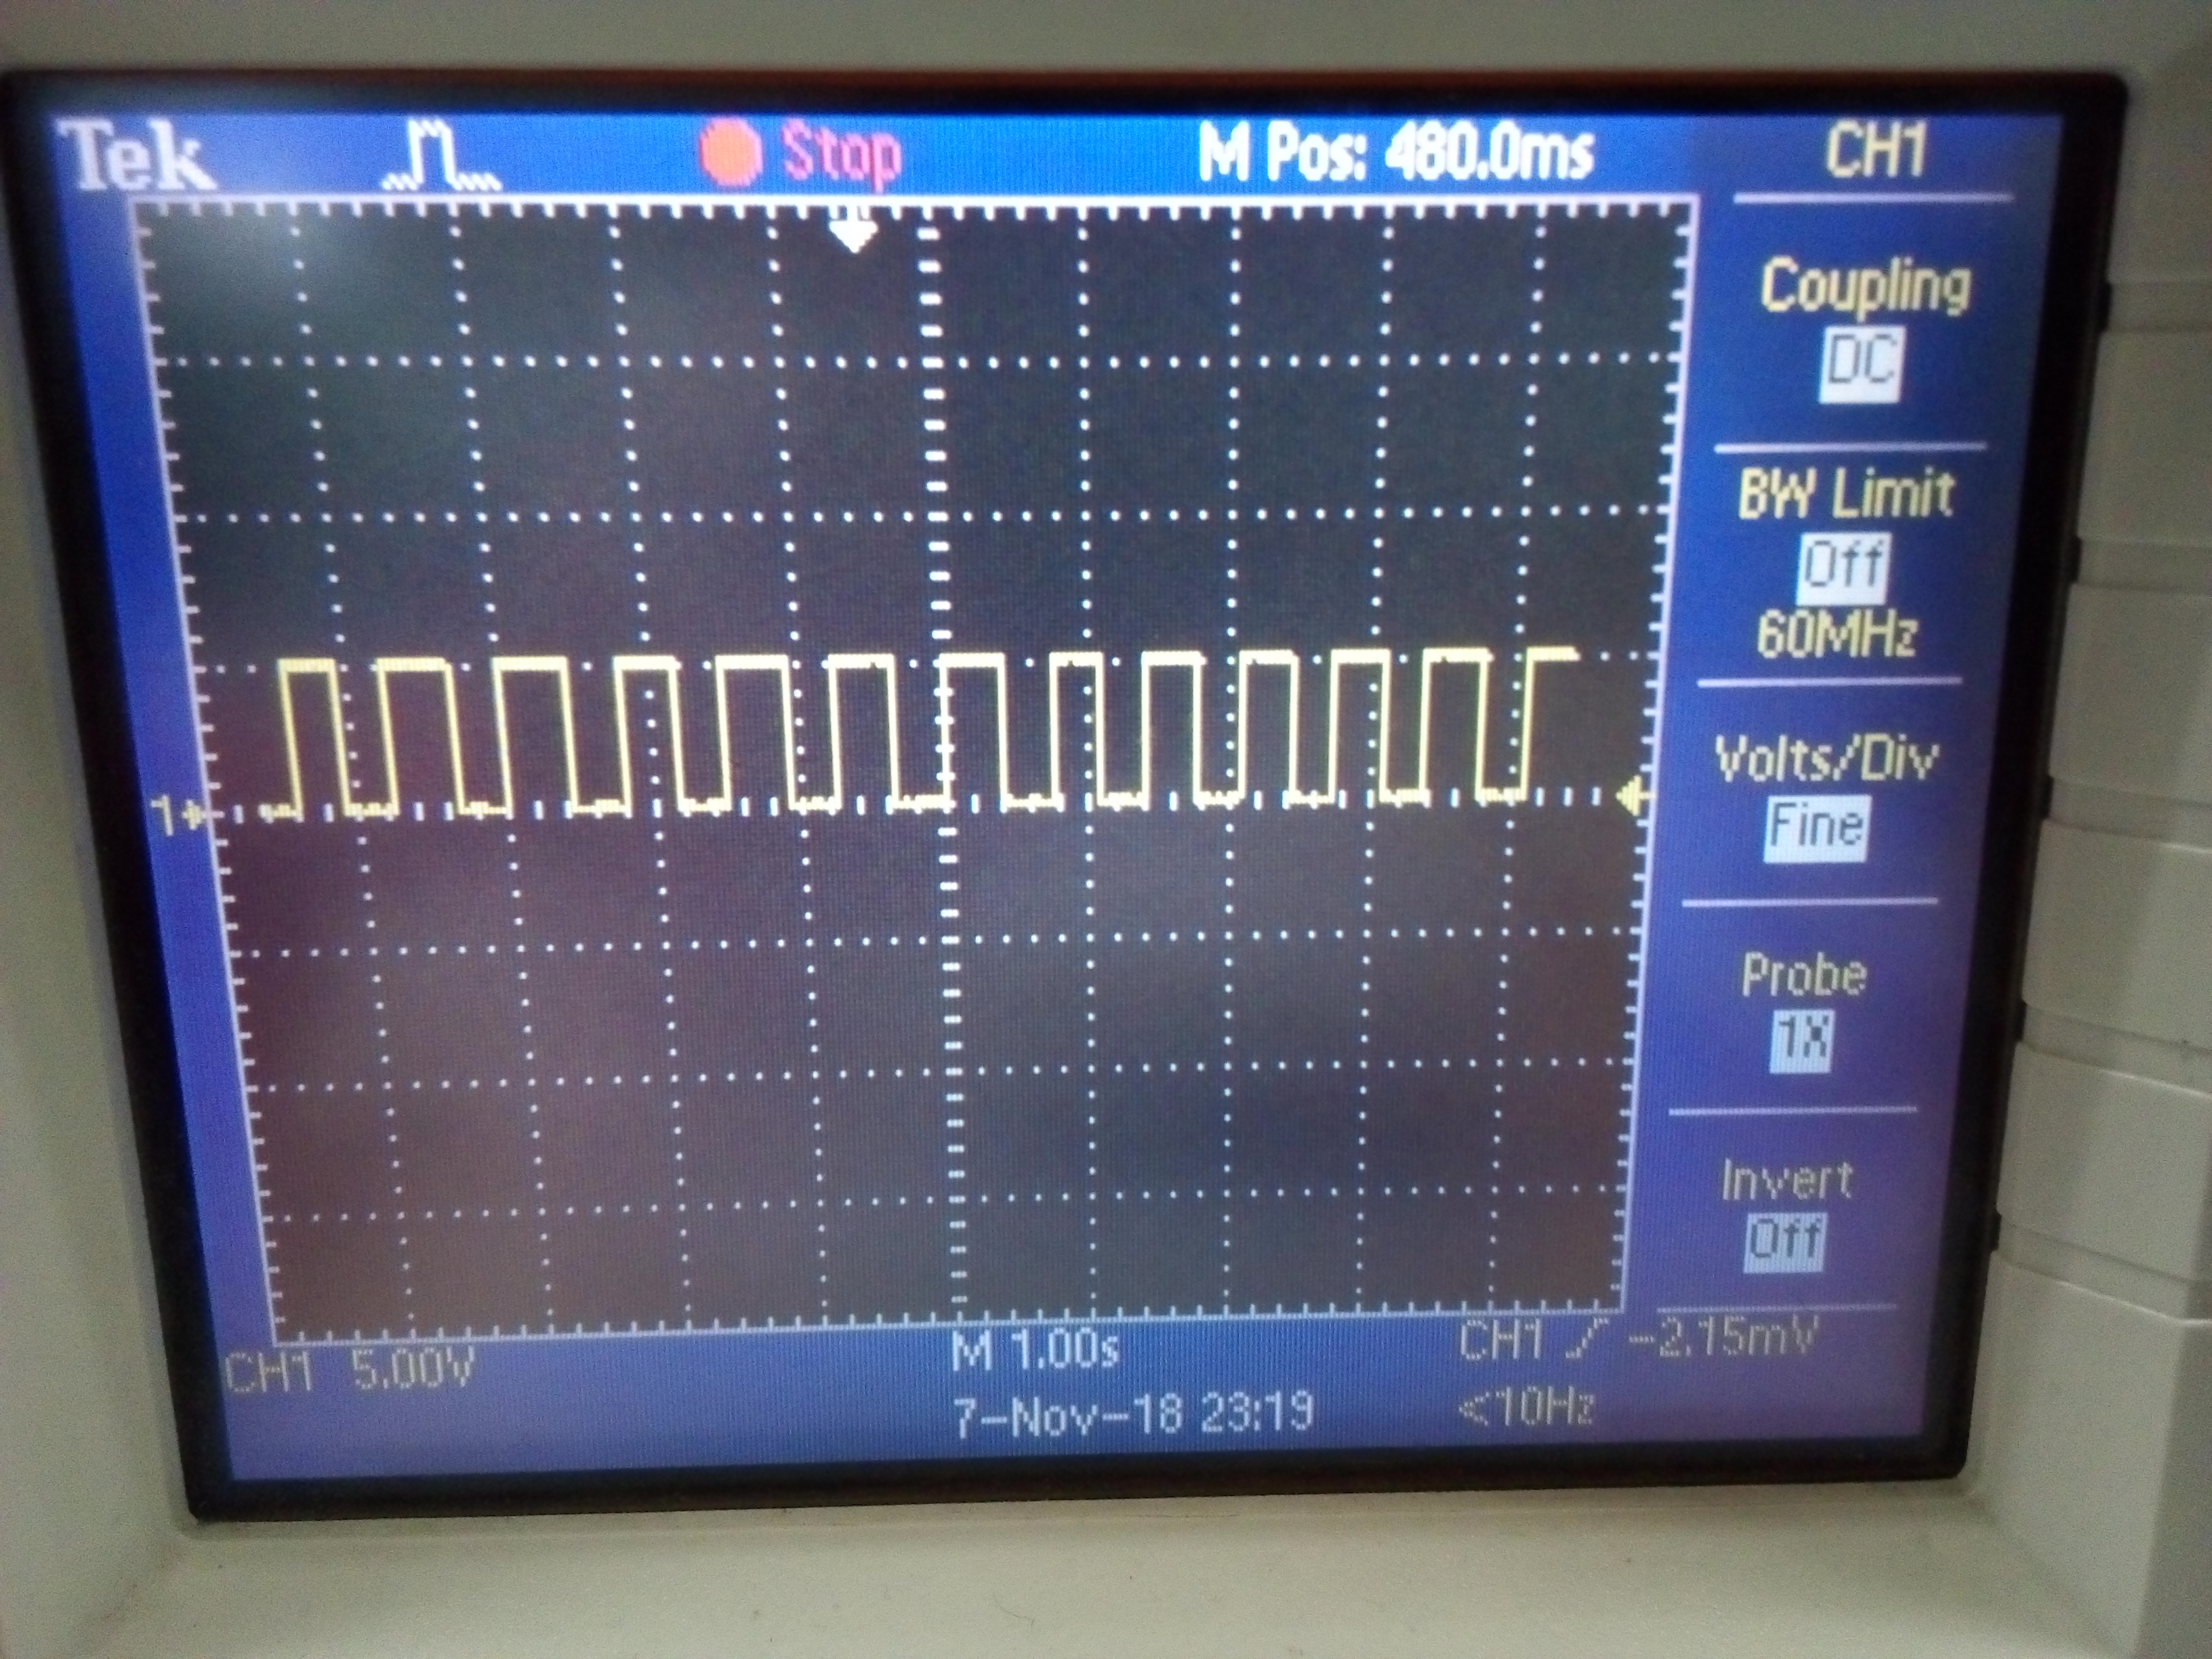 Tek Stop M Pos: 480.0ms CH1
Coupling
DC
BW Limit
Off
60MHz
Volts/Div
Fine
1
Probe
1X
Invert
Off
CH1 5.00V M 1.00s CH1 -2.15mV
7-Nov-18 23:19 <10Hz